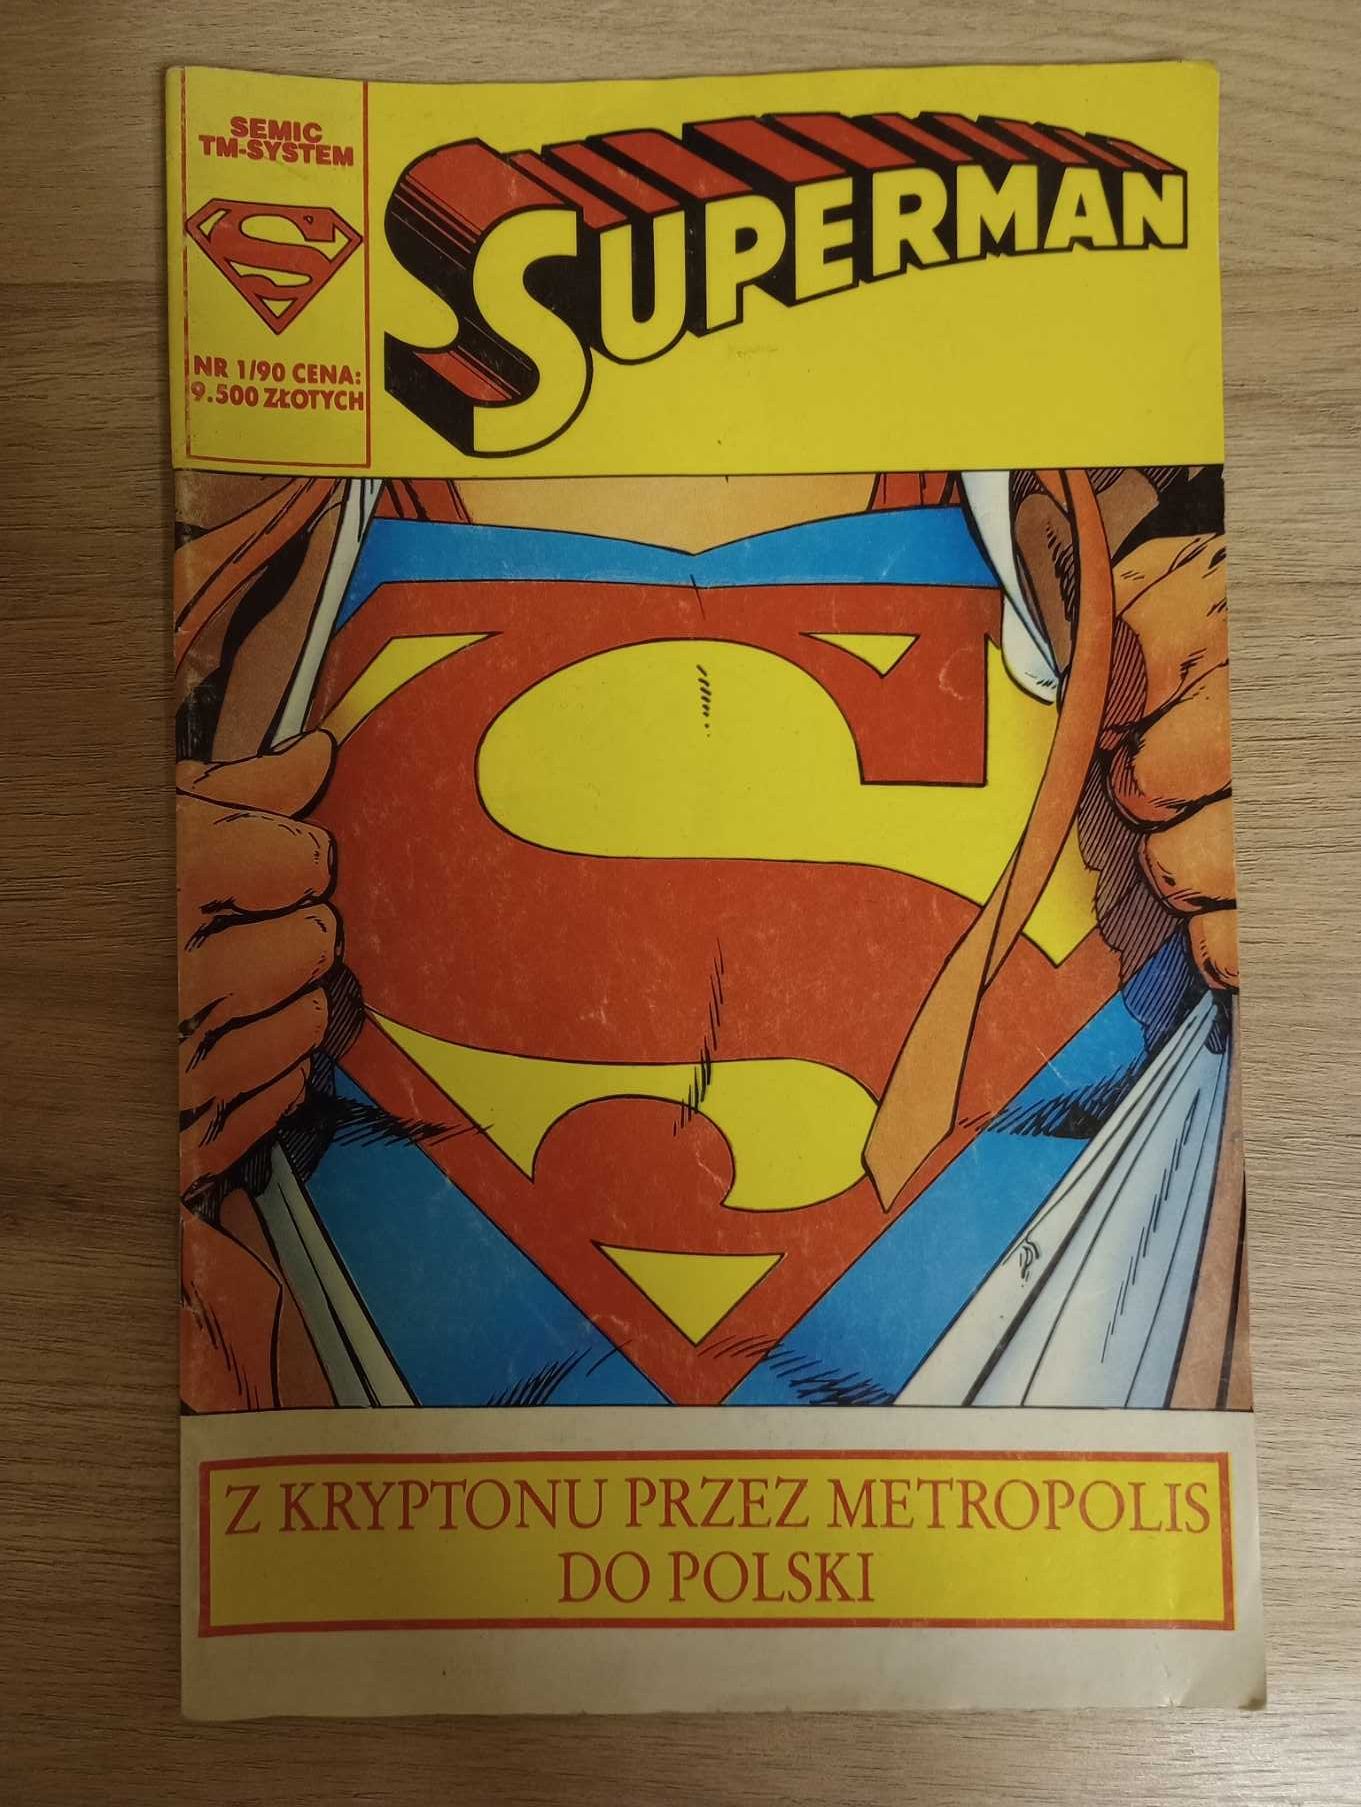 SEMIC
TM-SYSTEM
S
NR 1/90 CENA:
9.500 ZŁOTYCH
SUPERMAN
S
Z KRYPTONU PRZEZ METROPOLIS
DO POLSKI